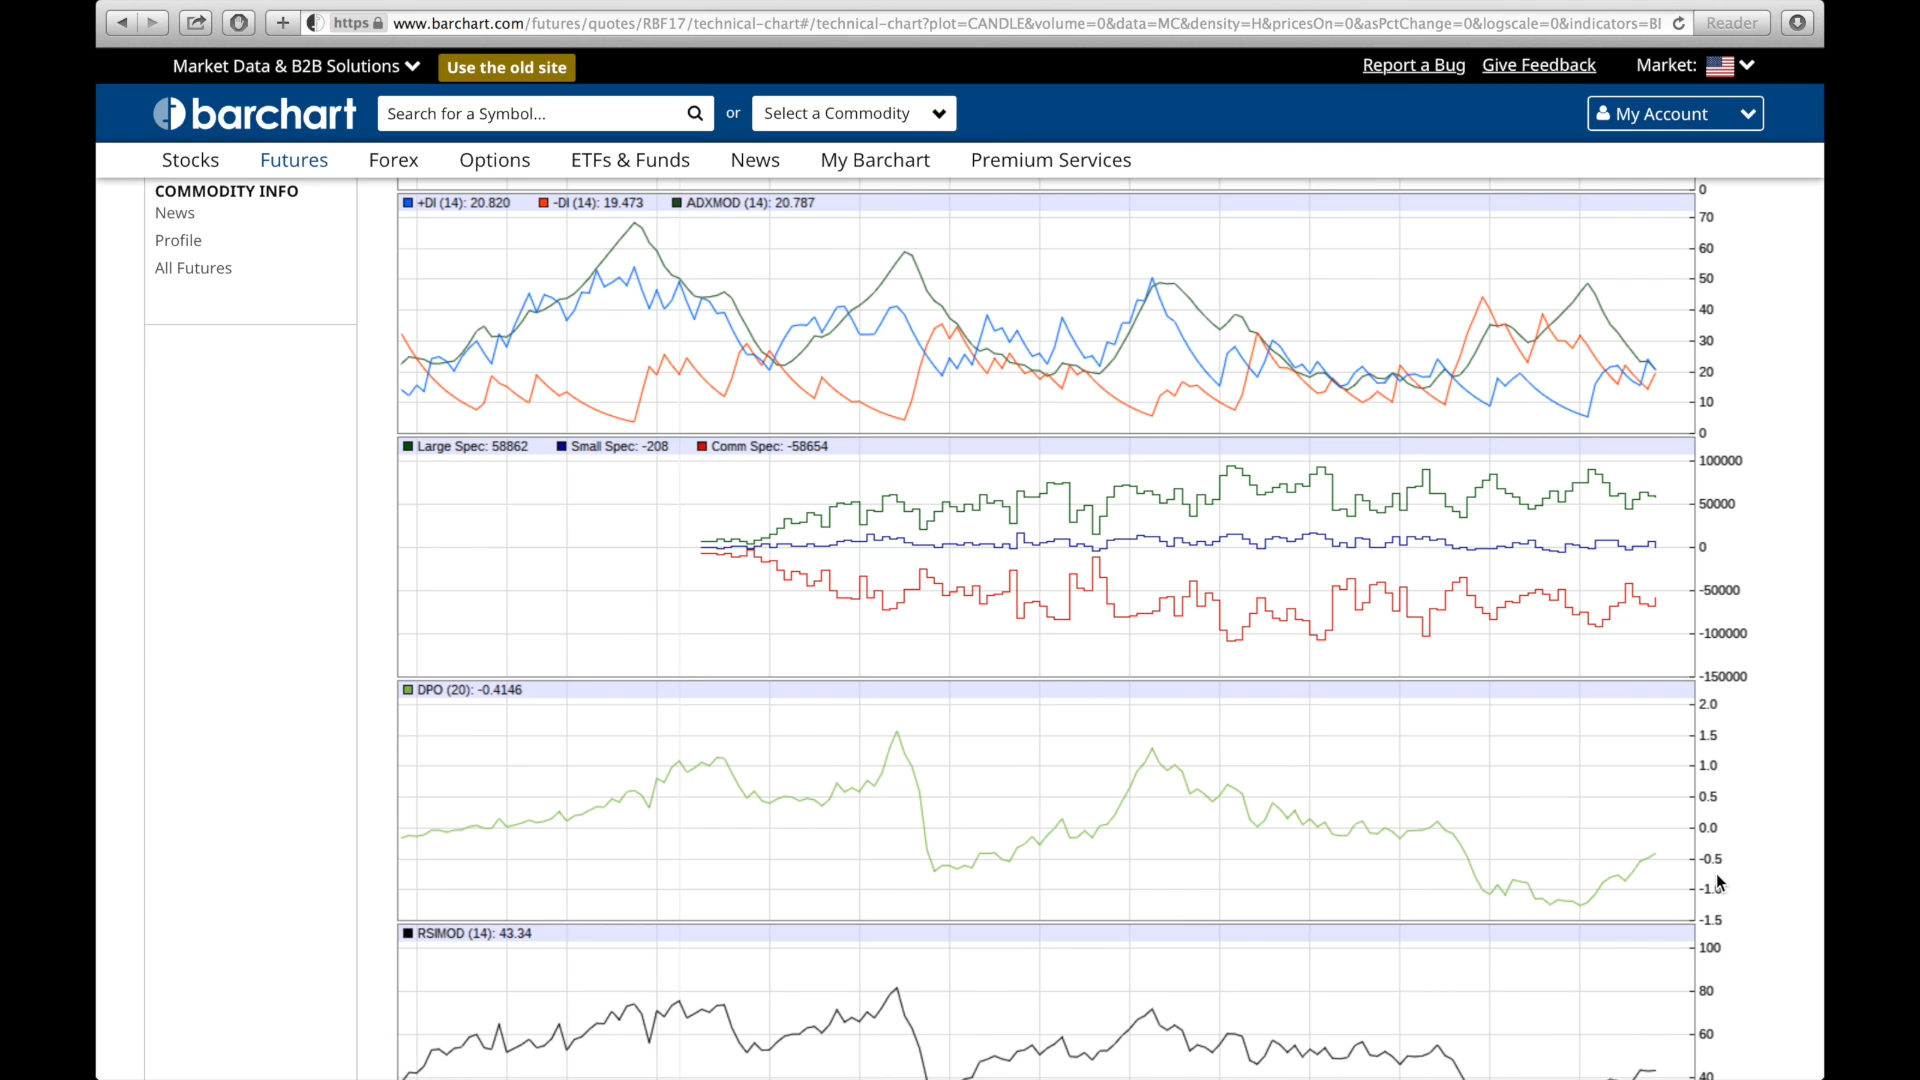 https www.barchart.com/futures/quotes/RBF17/technical-chart#/technical-chart?plot=CANDLE&volume=0&data=MC&density=H&pricesOn=0&asPctChange=0&logscale=0&indicators=BI Reader
Market Data & B2B Solutions Use the old site Report a Bug Give Feedback Market:
barchart Search for a Symbol... or Select a Commodity My Account
Stocks Futures Forex Options ETFs & Funds News My Barchart Premium Services
COMMODITY INFO
News
Profile
All Futures
0
+DI (14): 20.820 -DI (14): 19.473 ADXMOD (14): 20.787
70
60
50
40
30
20
10
0
Large Spec: 58862 Small Spec: -208 Comm Spec: -58654
100000
50000
0
-50000
-100000
-150000
DPO (20): -0.4146
2.0
1.5
1.0
0.5
0.0
-0.5
-1.5
RSIMOD (14): 43.34
100
80
60
40